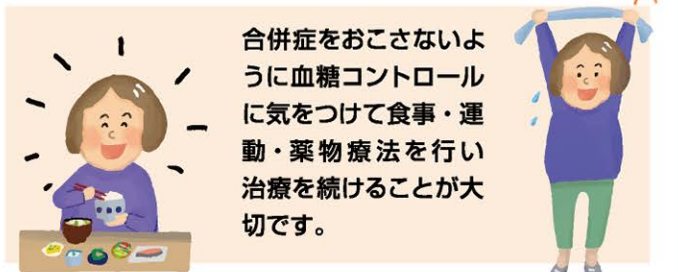 合併症をおこさないよ
うに血糖コントロール
に気をつけて食事・運
動・薬物療法を行い
治療を続けることが大
切です。